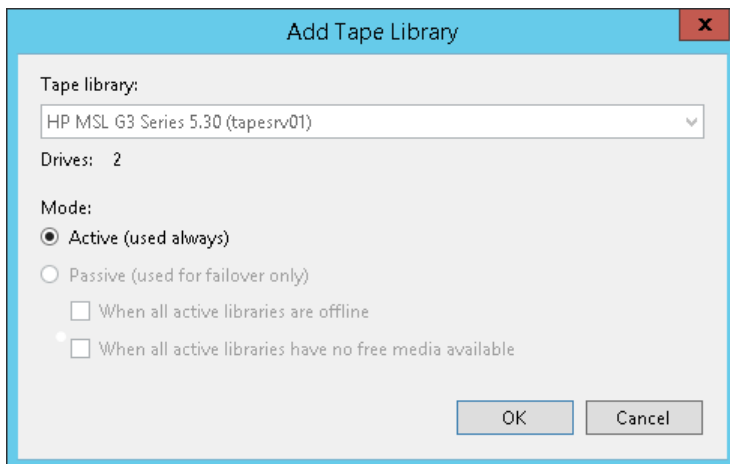 Add Tape Library
x
Tape library:
HP MSL G3 Series 5.30 (tapesrv01)
Drives: 2
Mode:
Active (used always)
Passive (used for failover only)
When all active libraries are offline
When all active libraries have no free media available
OK Cancel